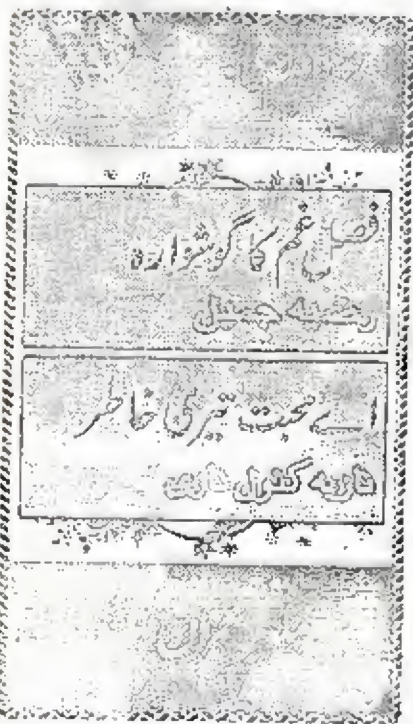 فصلِ غم کا گوشوارہ
رضیہ جمیل
اے محبت تیری خاطر
نازیہ کنول نازی